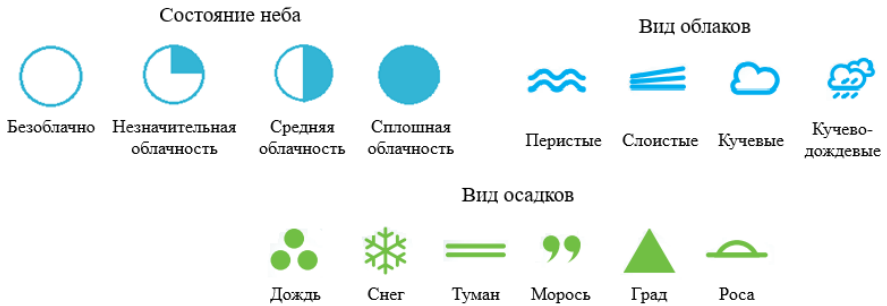 Состояние неба
Вид облаков
Безоблачно
Незначительная
облачность
Средняя
облачность
Сплошная
облачность
Перистые
Слоистые
Кучевые
Кучево-
дождевые
Вид осадков
Дождь
Снег
Туман
Морось
Град
Роса